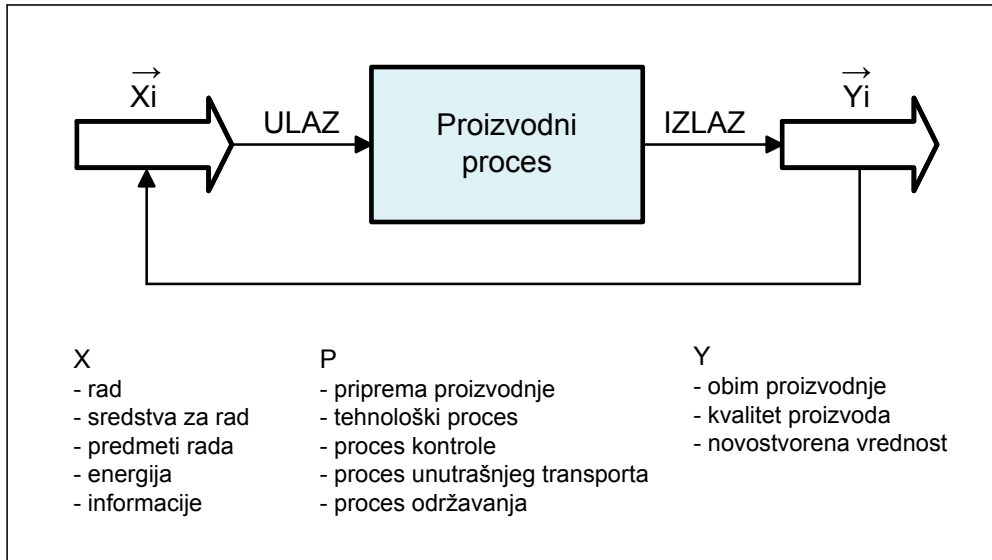 Xi
ULAZ
Proizvodni
proces
IZLAZ
Yi
X
- rad
- sredstva za rad
- predmeti rada
- energija
- informacije
P
- priprema proizvodnje
- tehnološki proces
- proces kontrole
- proces unutrašnjeg transporta
- proces održavanja
Y
- obim proizvodnje
- kvalitet proizvoda
- novostvorena vrednost